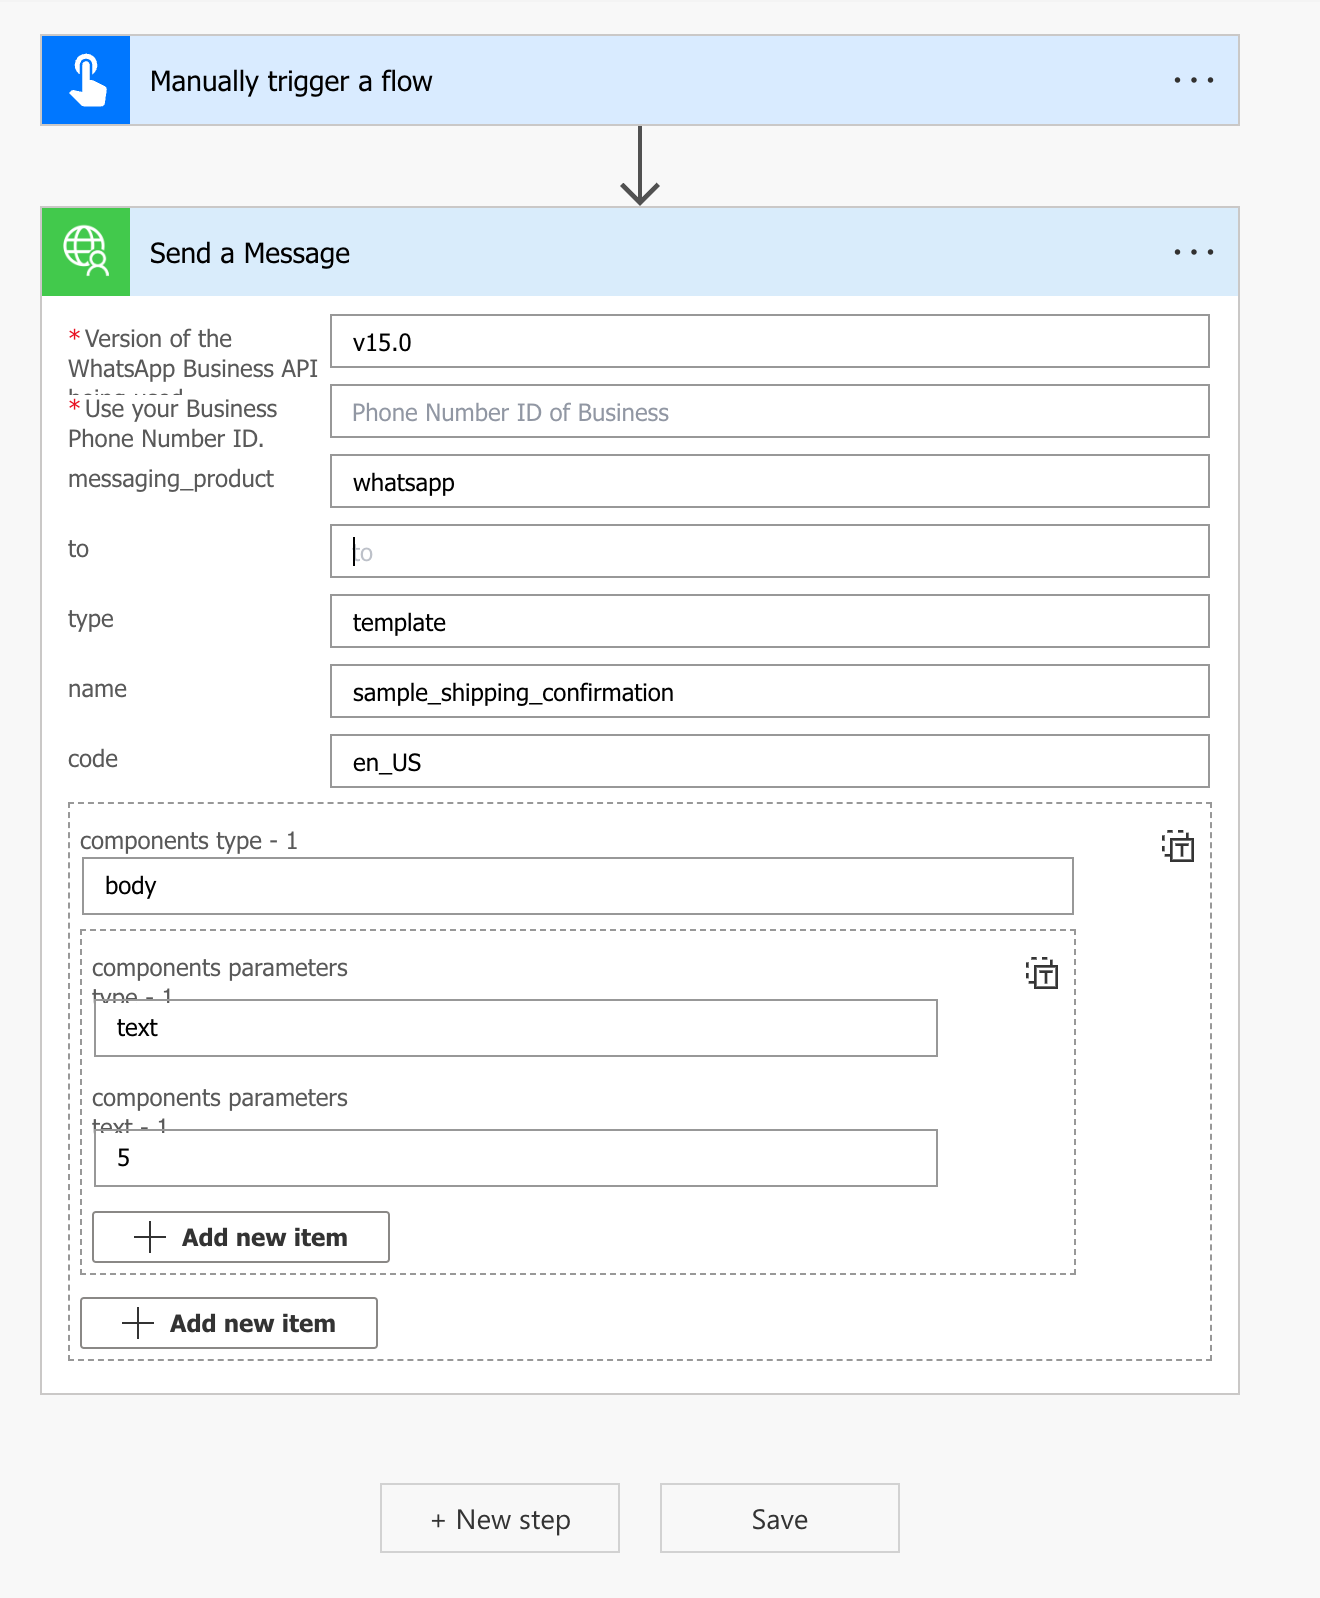 Manually trigger a flow
Send a Message
* Version of the
WhatsApp Business API
being used
v15.0
* Use your Business
Phone Number ID.
Phone Number ID of Business
messaging_product
whatsapp
to
to
type
template
name
sample_shipping_confirmation
code
en_US
components type - 1
body
components parameters
type - 1
text
components parameters
text - 1
5
Add new item
Add new item
+ New step
Save